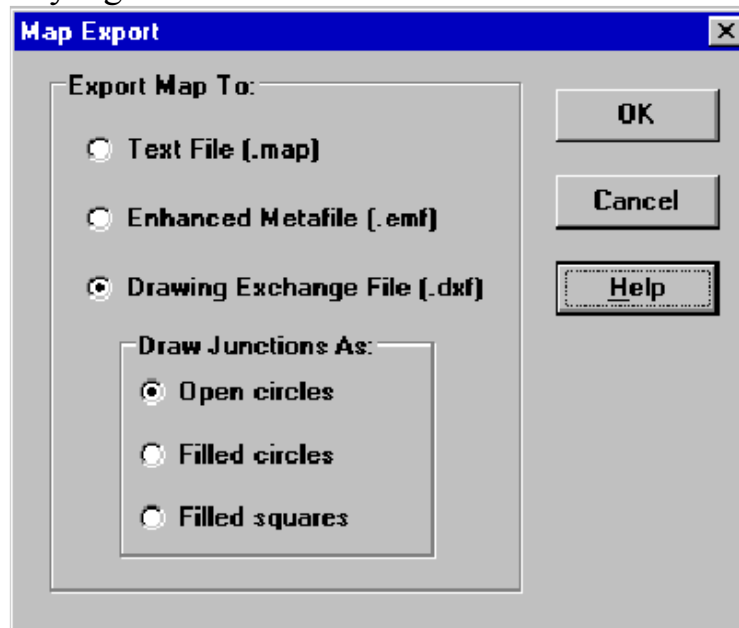 Map Export
Export Map To:
Text File (.map)
Enhanced Metafile (.emf)
Drawing Exchange File (.dxf)
Draw Junctions As:
Open circles
Filled circles
Filled squares
OK
Cancel
Help